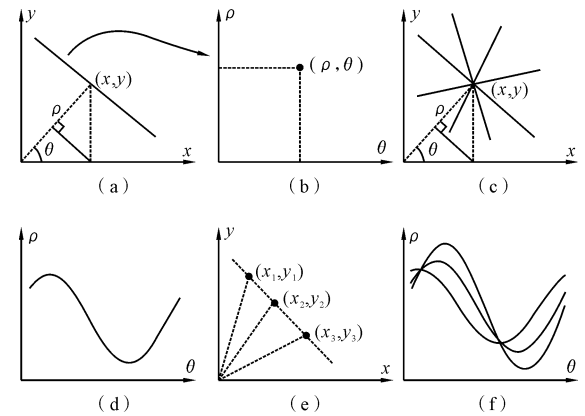 y
(x,y)
ρ
θ
x
(a)
ρ
(ρ,θ)
θ
(b)
y
(x,y)
ρ
θ
x
(c)
ρ
θ
(d)
y
(x1,y1)
(x2,y2)
(x3,y3)
x
(e)
ρ
θ
(f)